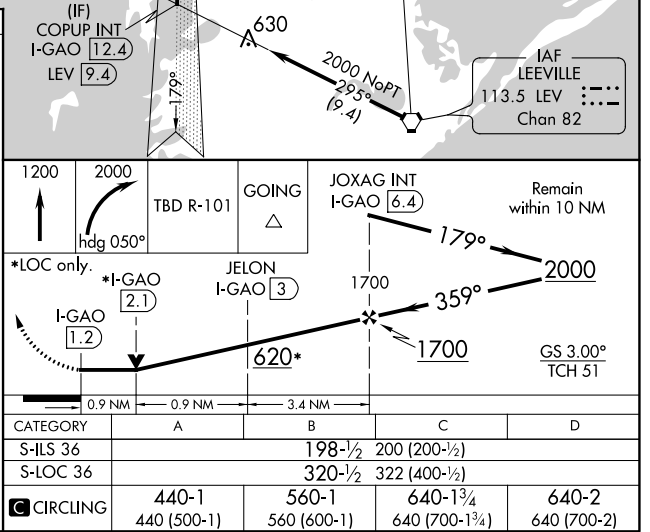 (IF)
COPUP INT
I-GAO 12.4
LEV 9.4
179°
630
2000 NoPT
295°
(9.4)
IAF
LEEVILLE
113.5 LEV
Chan 82
1200
2000
hdg 050°
TBD R-101
GOING
JOXAG INT
I-GAO 6.4
Remain
within 10 NM
179°
2000
*LOC only.
*I-GAO
2.1
JELON
I-GAO 3
1700
359°
I-GAO
1.2
620*
1700
GS 3.00°
TCH 51
0.9 NM 0.9 NM 3.4 NM
CATEGORY A B C D
S-ILS 36 198-½ 200 (200-½)
S-LOC 36 320-½ 322 (400-½)
C CIRCLING 440-1 560-1 640-1¾ 640-2
440 (500-1) 560 (600-1) 640 (700-1¾) 640 (700-2)